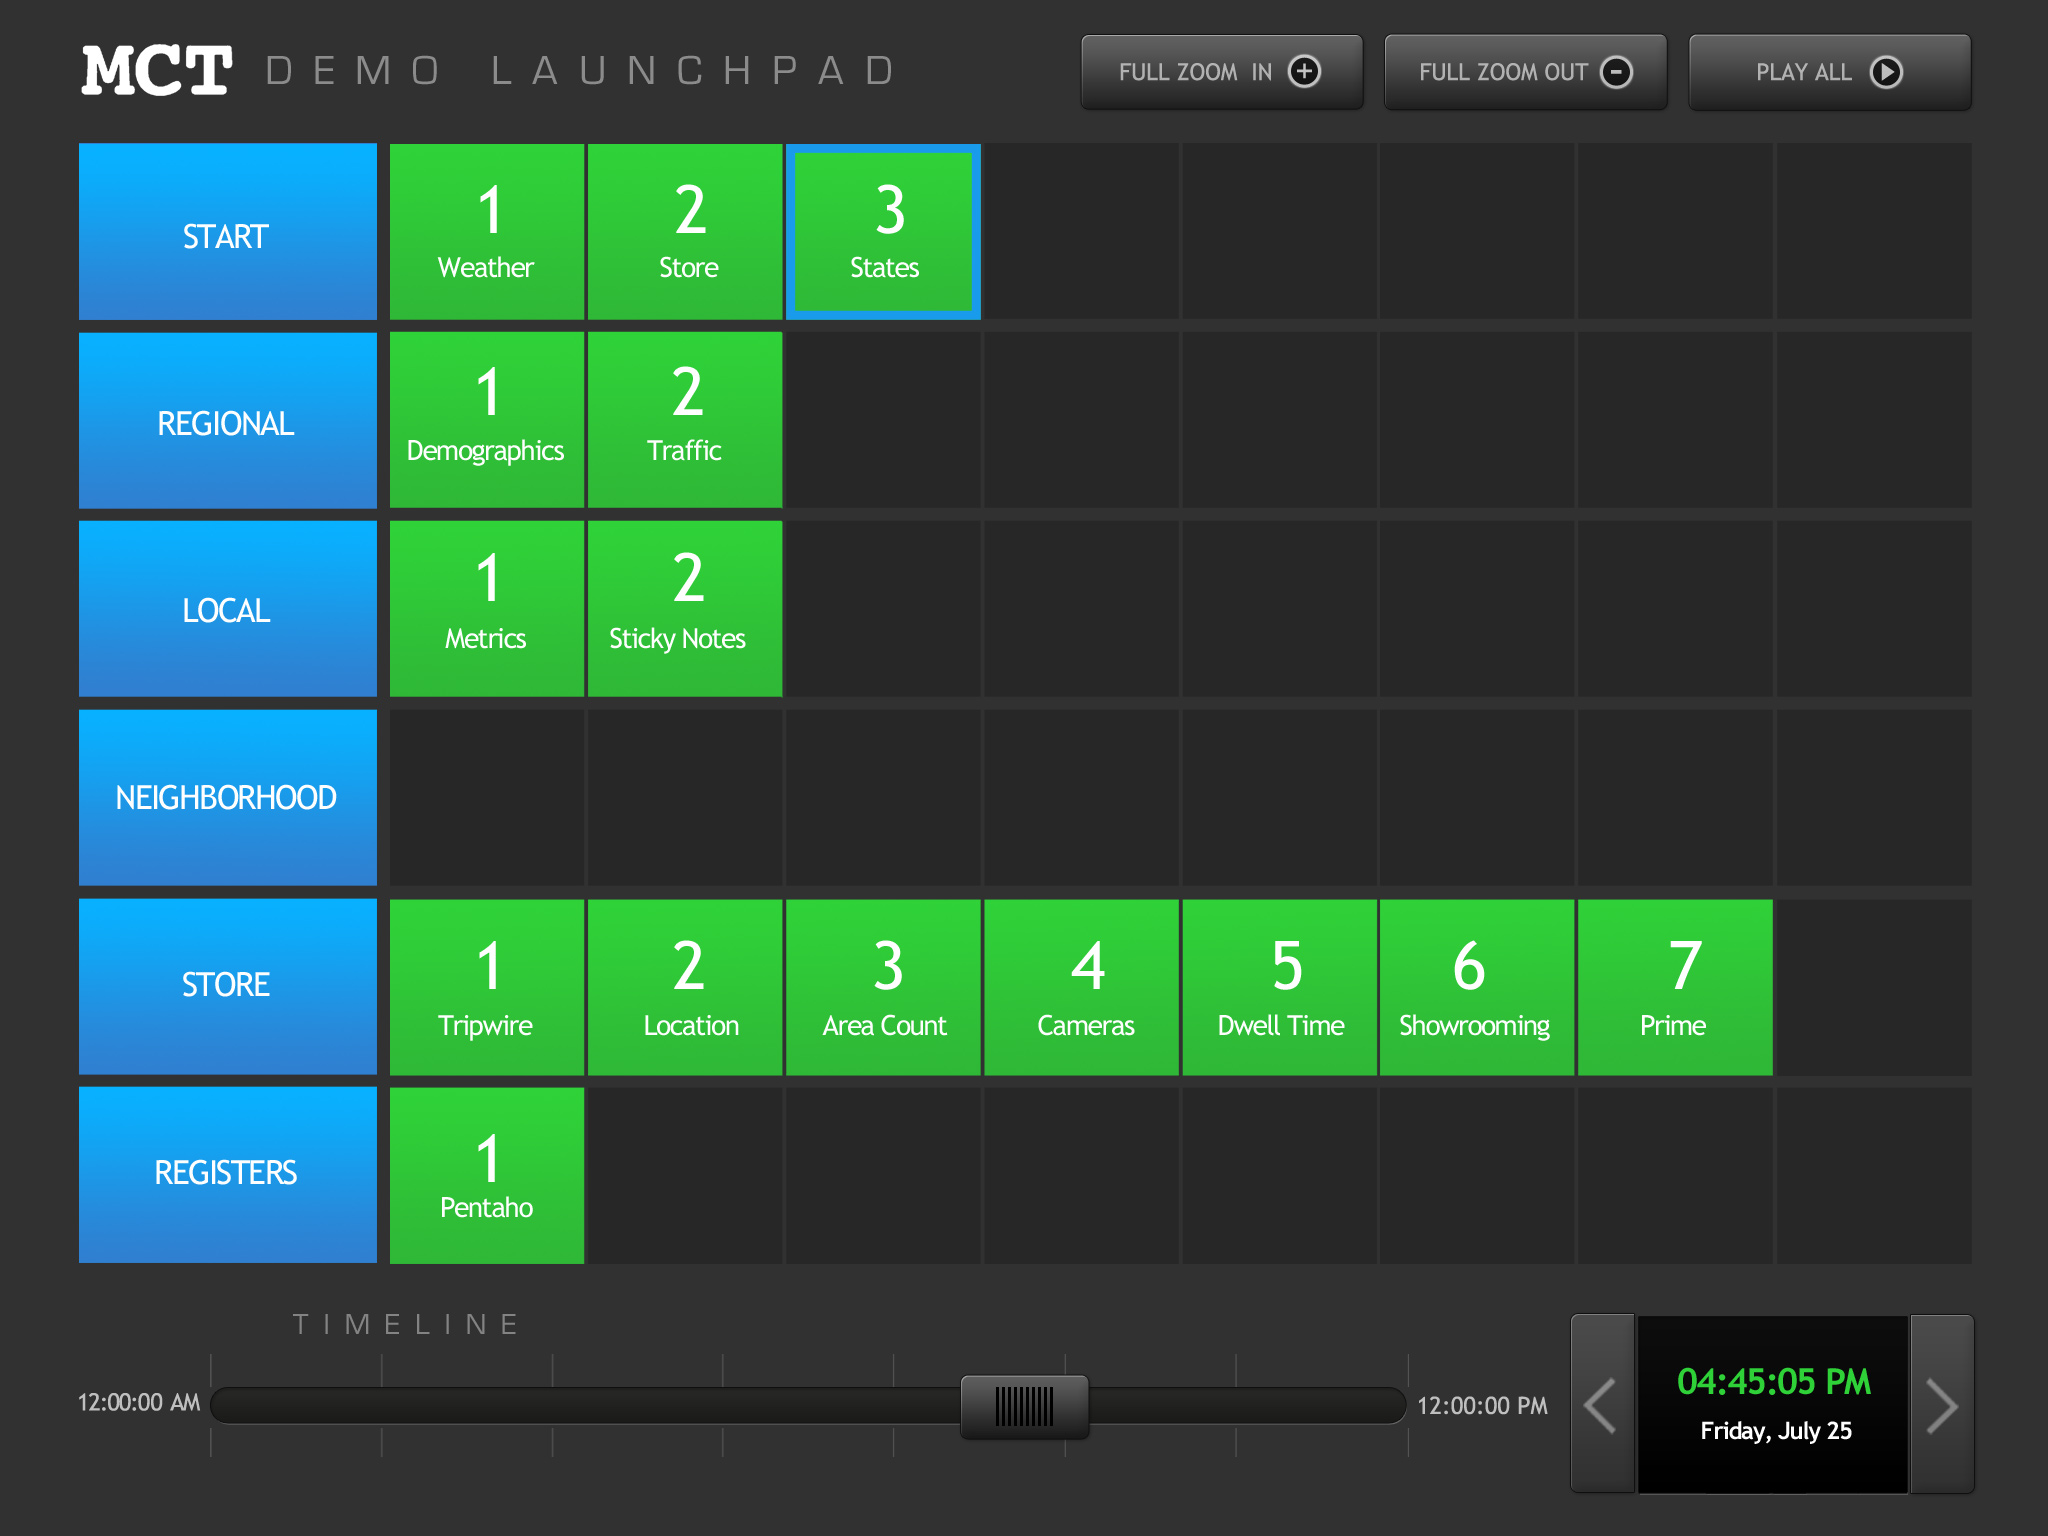 MCT DEMO LAUNCHPAD
FULL ZOOM IN +
FULL ZOOM OUT -
PLAY ALL
START
1
Weather
2
Store
3
States
REGIONAL
1
Demographics
2
Traffic
LOCAL
1
Metrics
2
Sticky Notes
NEIGHBORHOOD
STORE
1
Tripwire
2
Location
3
Area Count
4
Cameras
5
Dwell Time
6
Showrooming
7
Prime
REGISTERS
1
Pentaho
TIMELINE
12:00:00 AM
12:00:00 PM
04:45:05 PM
Friday, July 25